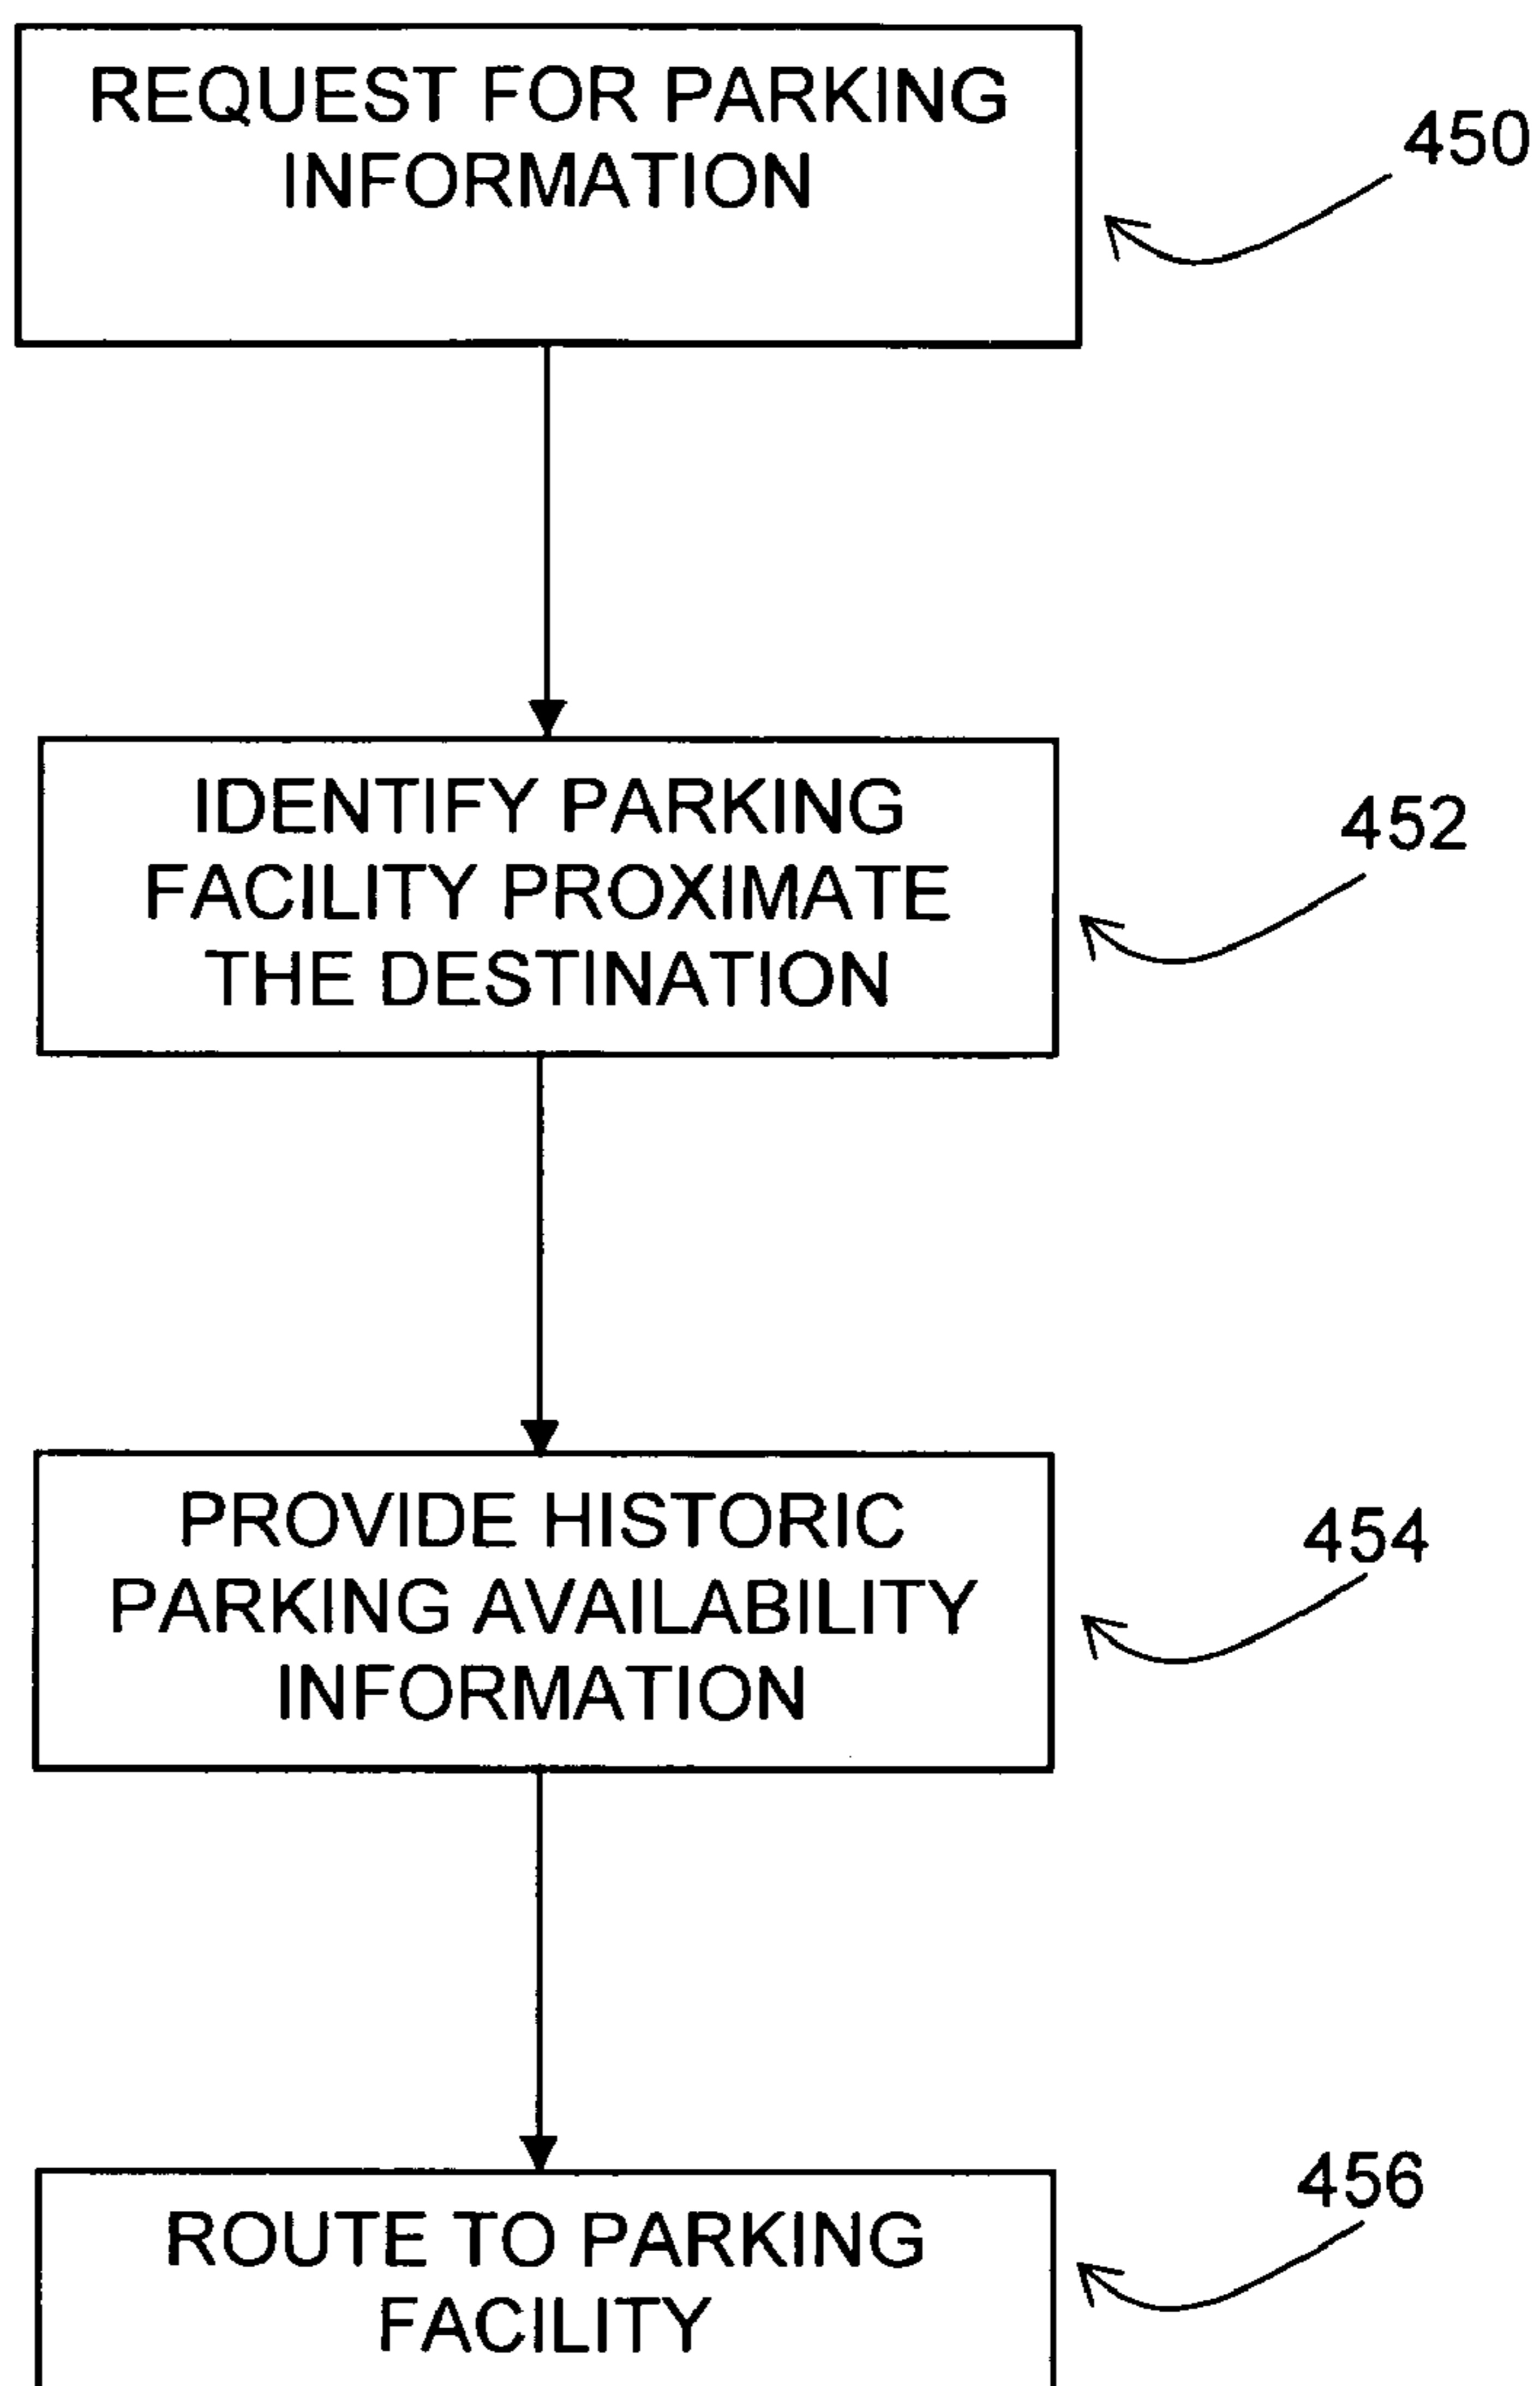 REQUEST FOR PARKING
INFORMATION
450
IDENTIFY PARKING
FACILITY PROXIMATE
THE DESTINATION
452
PROVIDE HISTORIC
PARKING AVAILABILITY
INFORMATION
454
ROUTE TO PARKING
FACILITY
456